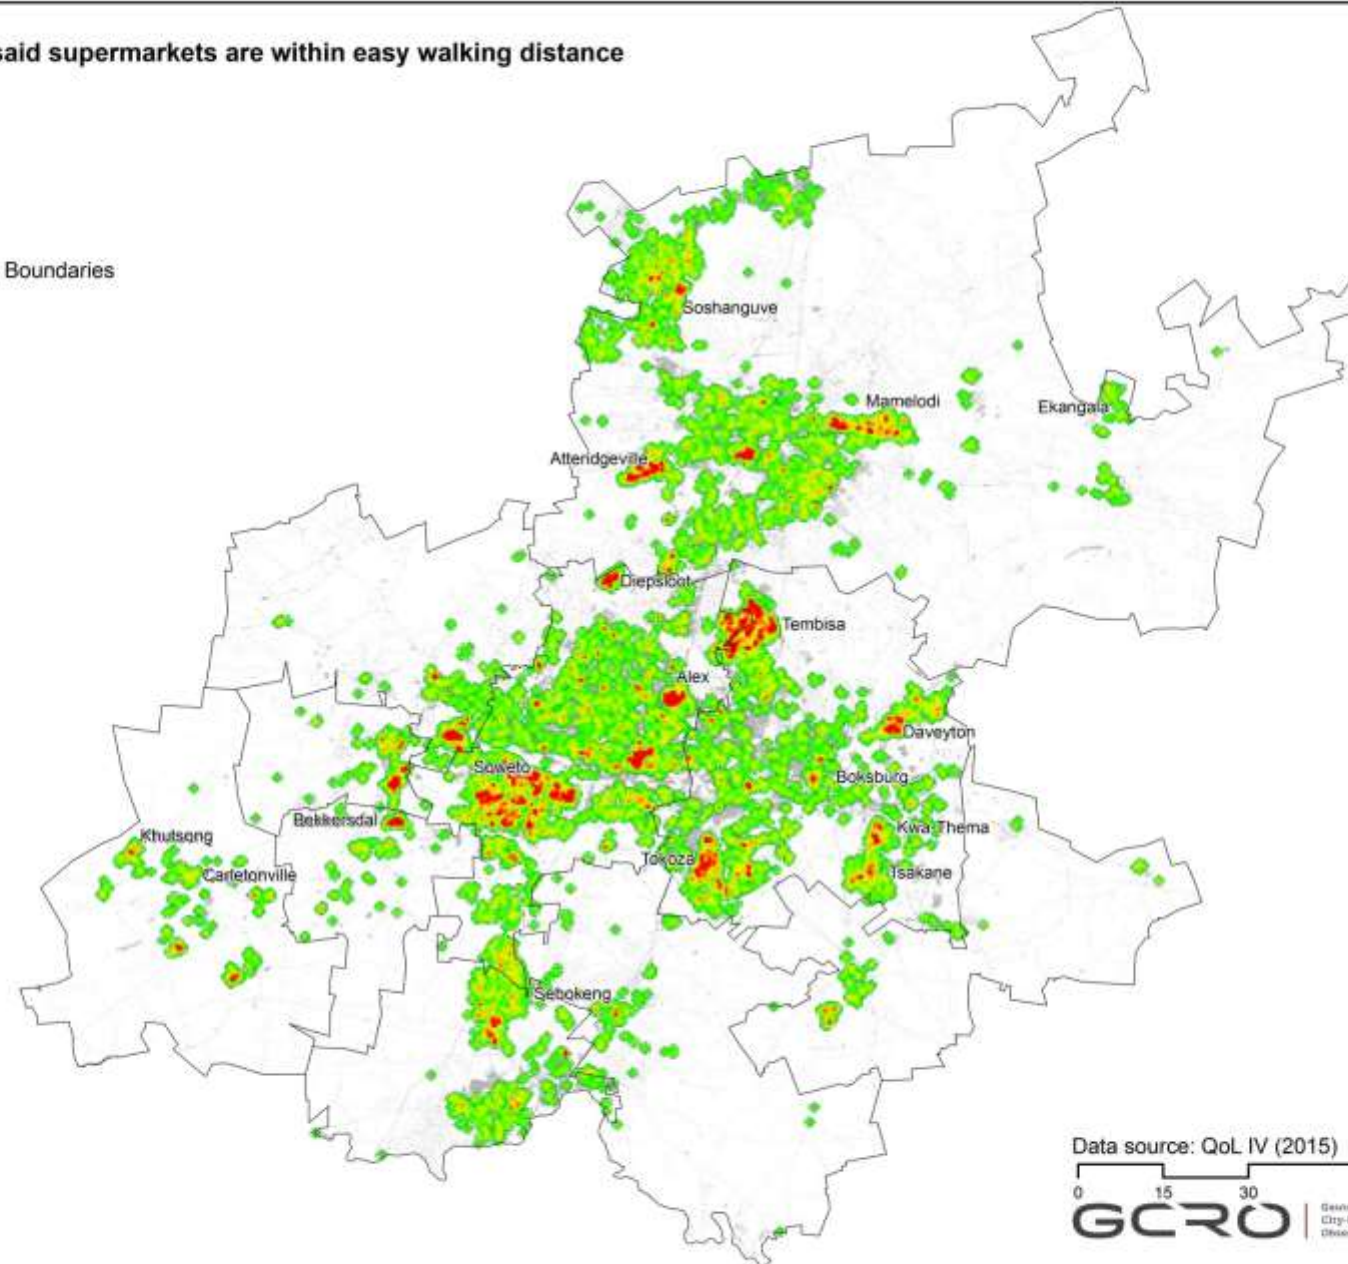 said supermarkets are within easy walking distance
Boundaries
Soshanguve
Mamelodi
Ekangala
Atteridgeville
Diepsloot
Tembisa
Alex
Daveyton
Soweto
Boksburg
Bekkersdal
Kwa-Thema
Khutsong
Tokoza
Tsakane
Carletonville
Sebokeng
Data source: QoL IV (2015)
0 15 30
GCRO